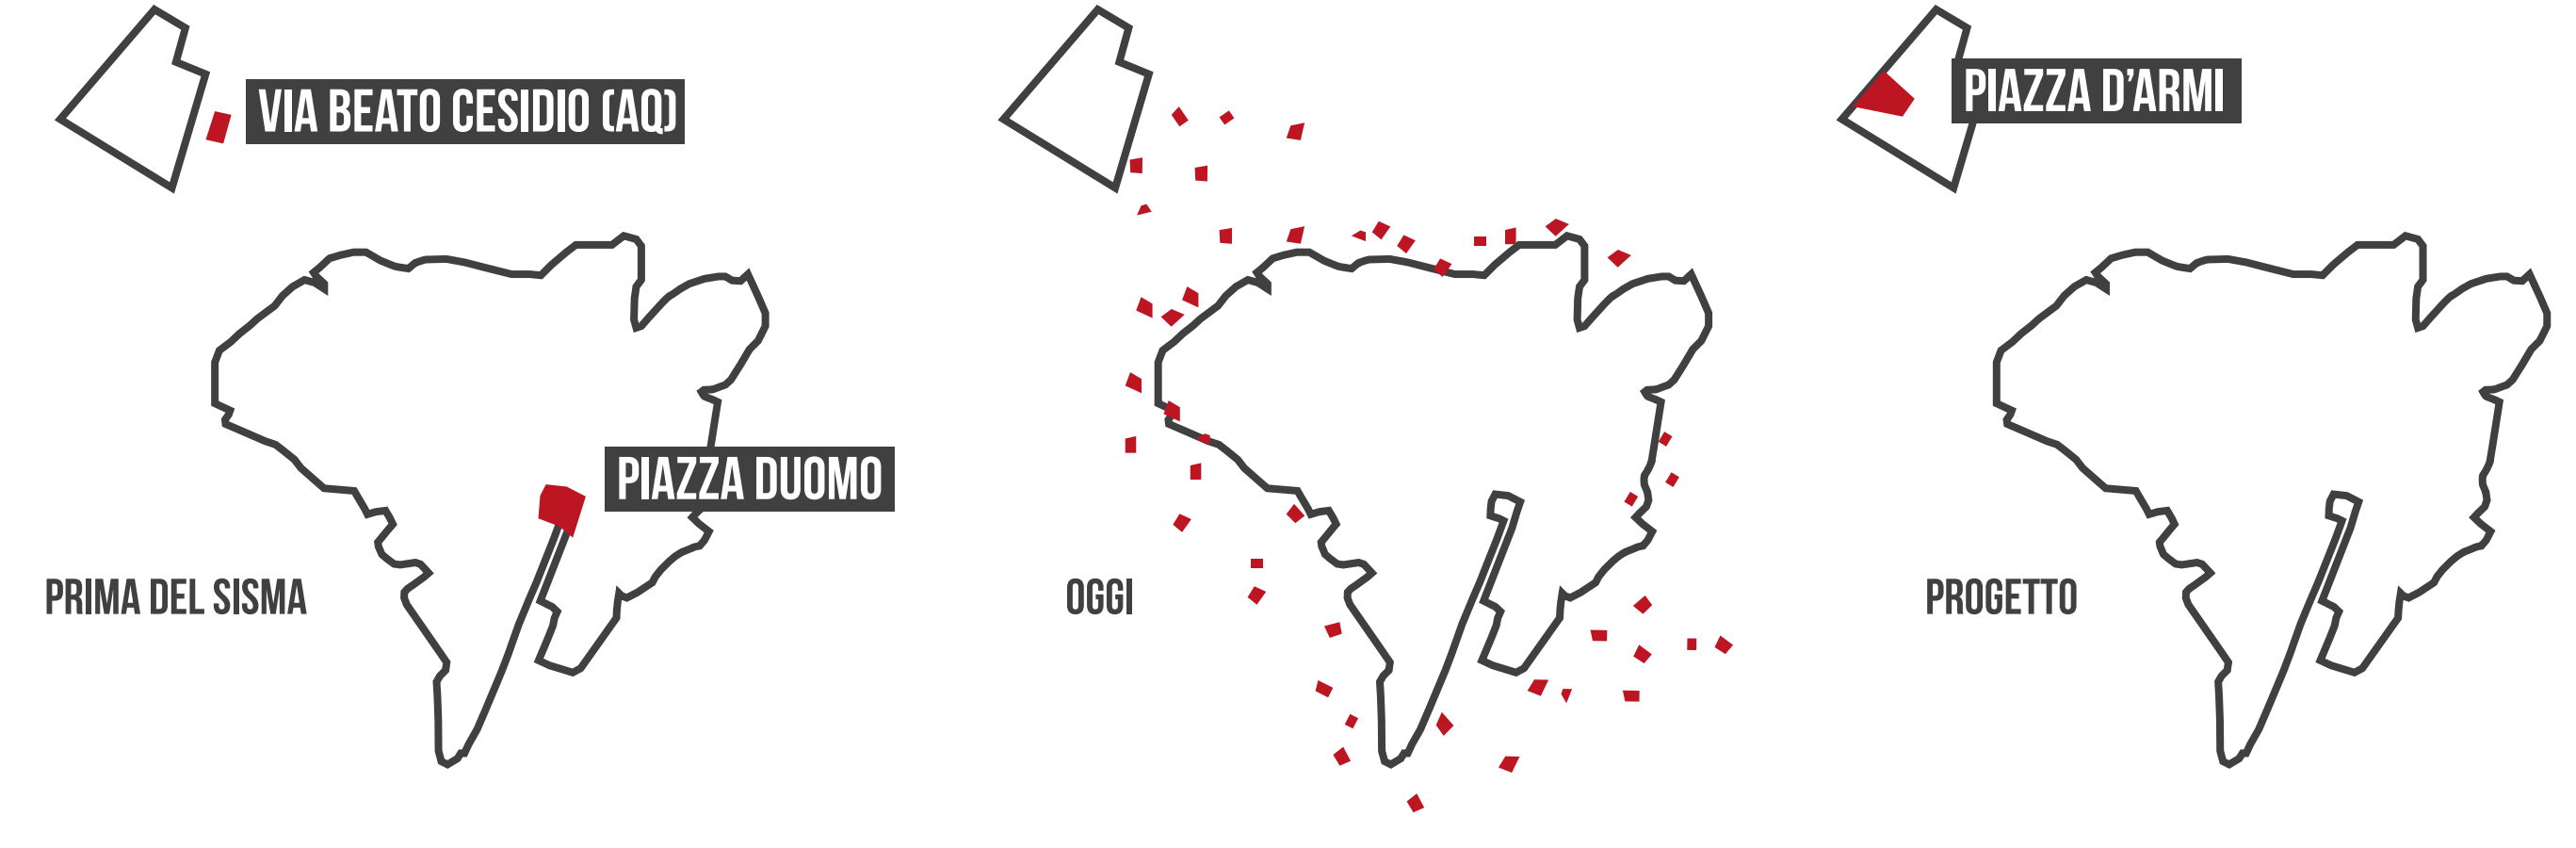 VIA BEATO CESIDIO (AQ)
PIAZZA D'ARMI
PIAZZA DUOMO
PRIMA DEL SISMA
OGGI
PROGETTO